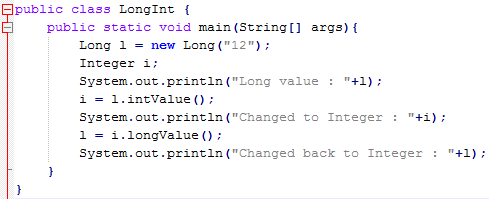 public class LongInt {
public static void main(String[] args){
Long l = new Long("12");
Integer i;
System.out.println("Long value : "+l);
i = l.intValue();
System.out.println("Changed to Integer : "+i);
l = i.longValue();
System.out.println("Changed back to Integer : "+l);
}
}